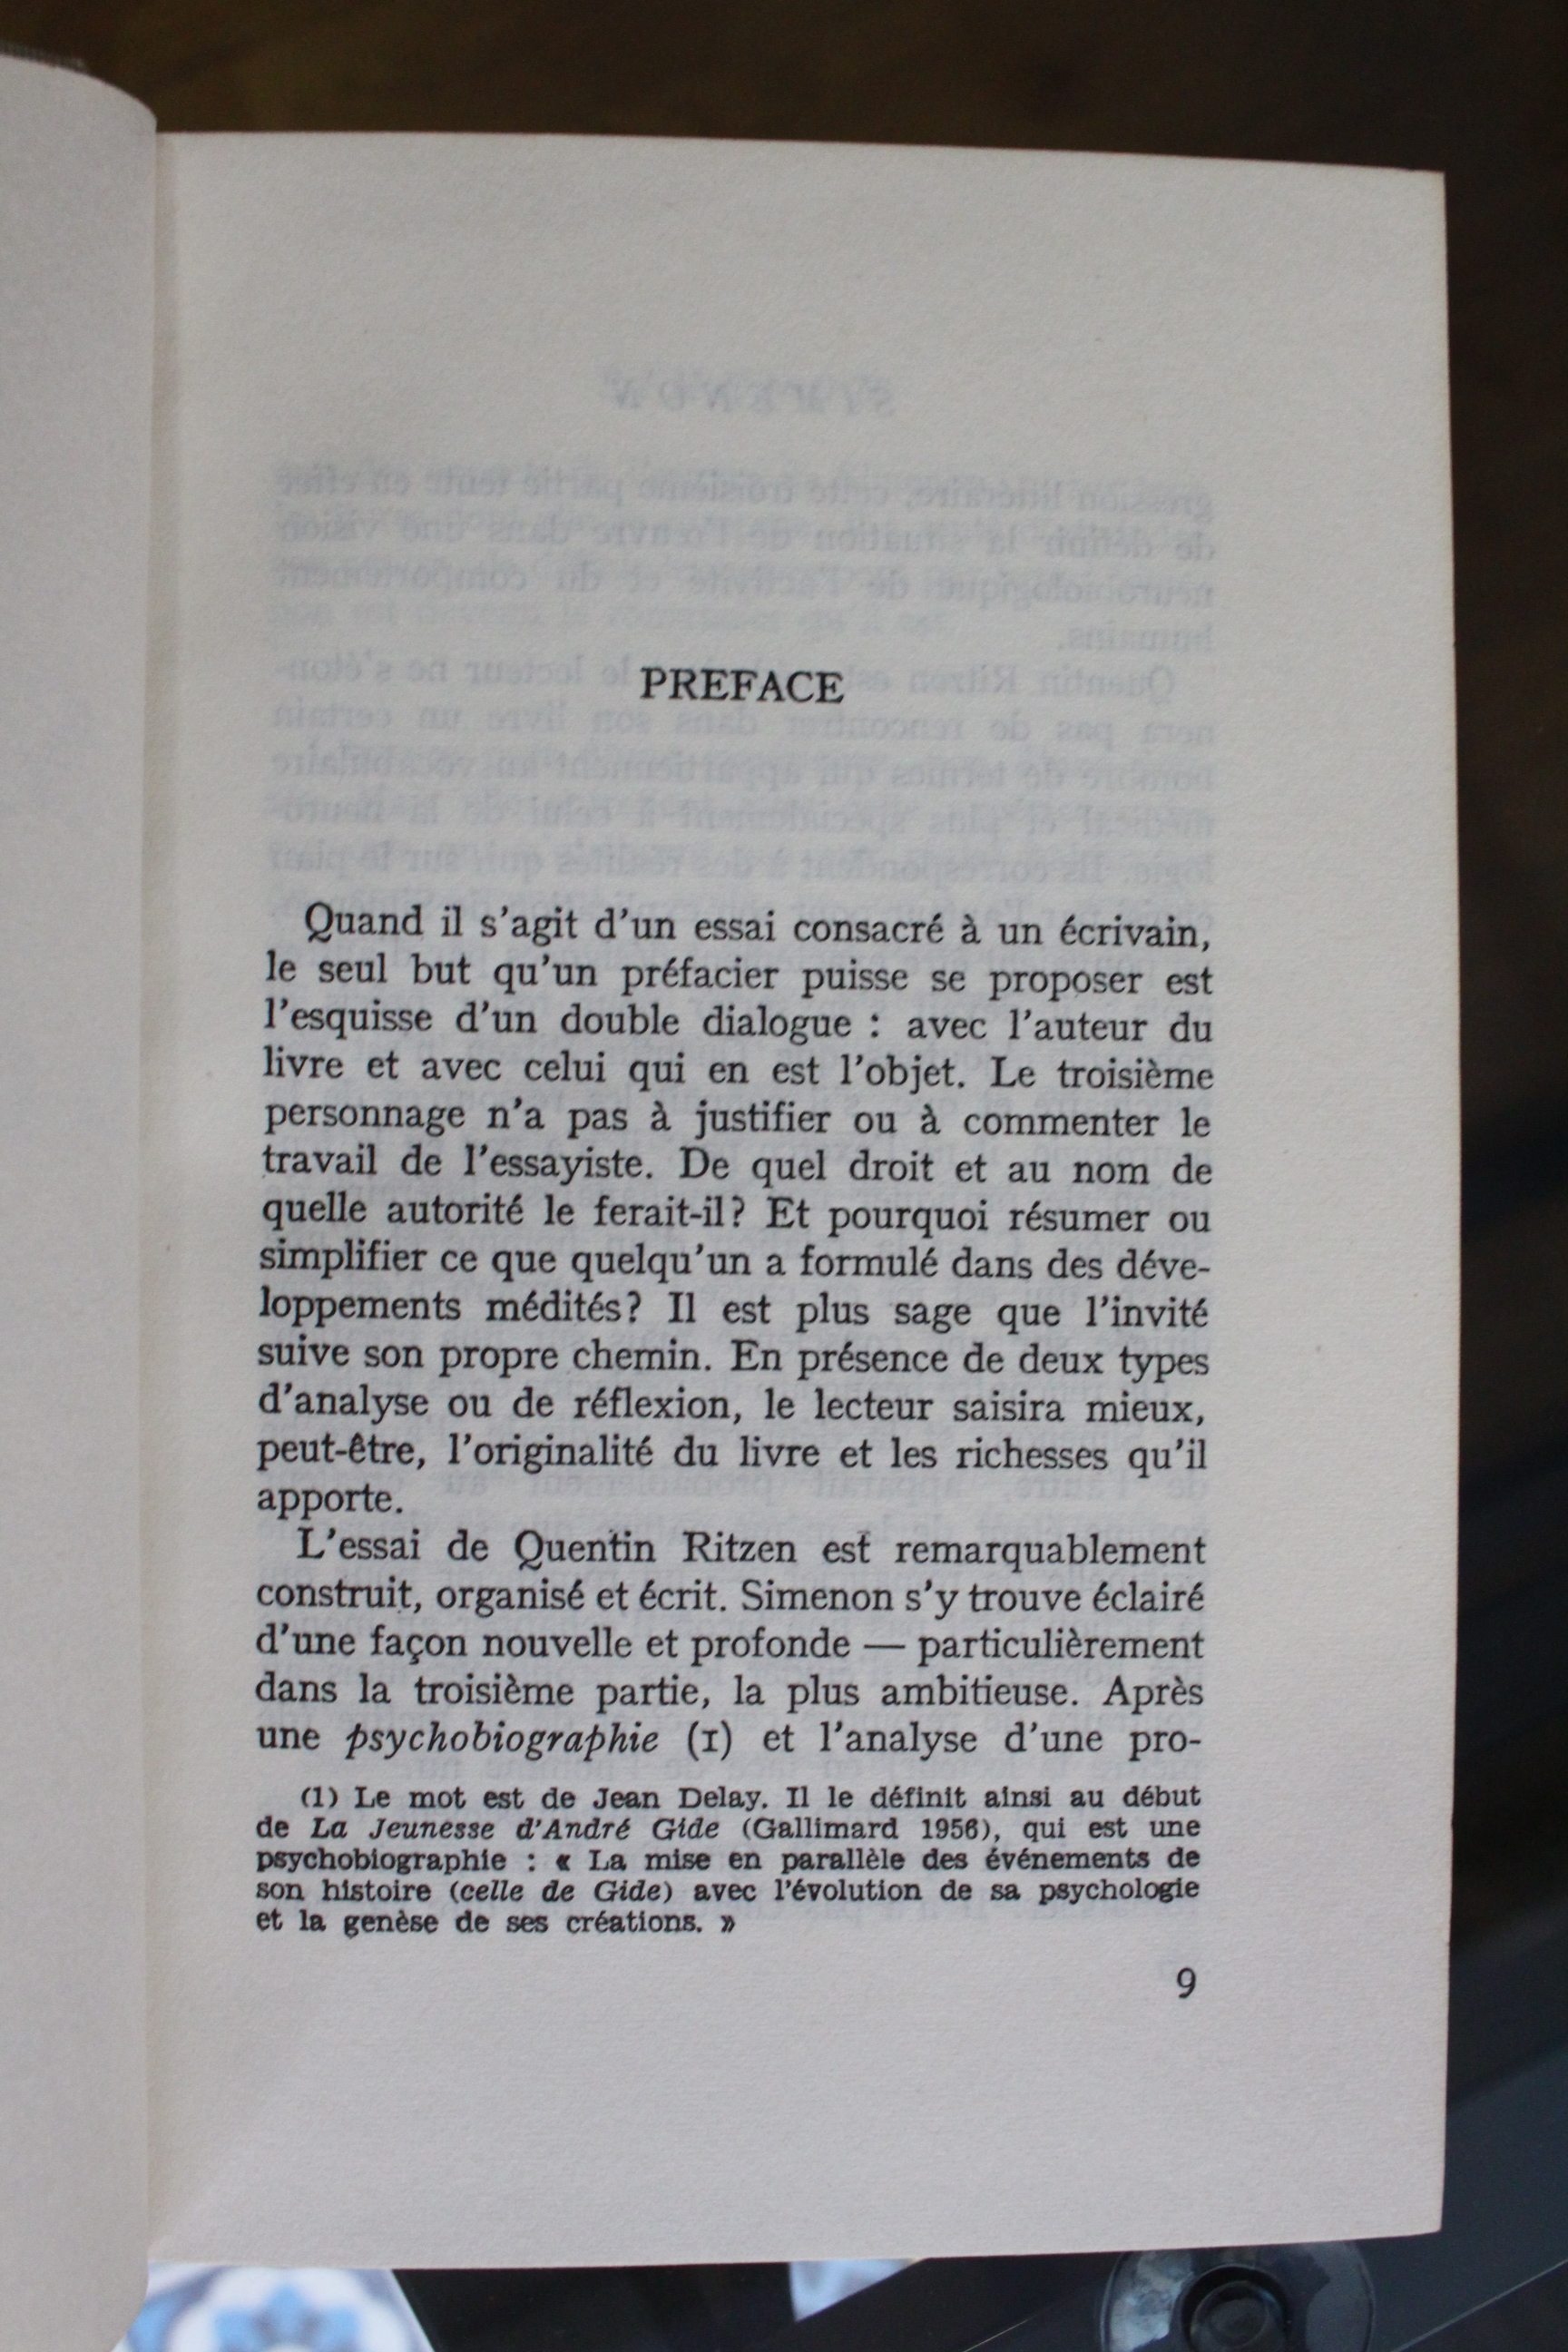 PREFACE
Quand il s'agit d'un essai consacré à un écrivain,
le seul but qu'un préfacier puisse se proposer est
l'esquisse d'un double dialogue : avec l'auteur du
livre et avec celui qui en est l'objet. Le troisième
personnage n'a pas à justifier ou à commenter le
travail de l'essayiste. De quel droit et au nom de
quelle autorité le ferait-il? Et pourquoi résumer ou
simplifier ce que quelqu'un a formulé dans des déve-
loppements médités? Il est plus sage que l'invité
suive son propre chemin. En présence de deux types
d'analyse ou de réflexion, le lecteur saisira mieux,
peut-être, l'originalité du livre et les richesses qu'il
apporte.
L'essai de Quentin Ritzen est remarquablement
construit, organisé et écrit. Simenon s'y trouve éclairé
d'une façon nouvelle et profonde — particulièrement
dans la troisième partie, la plus ambitieuse. Après
une psychobiographie (1) et l'analyse d'une pro-
(1) Le mot est de Jean Delay. Il le définit ainsi au début
de La Jeunesse d'André Gide (Gallimard 1956), qui est une
psychobiographie : « La mise en parallèle des événements de
son histoire (celle de Gide) avec l'évolution de sa psychologie
et la genèse de ses créations. »
9